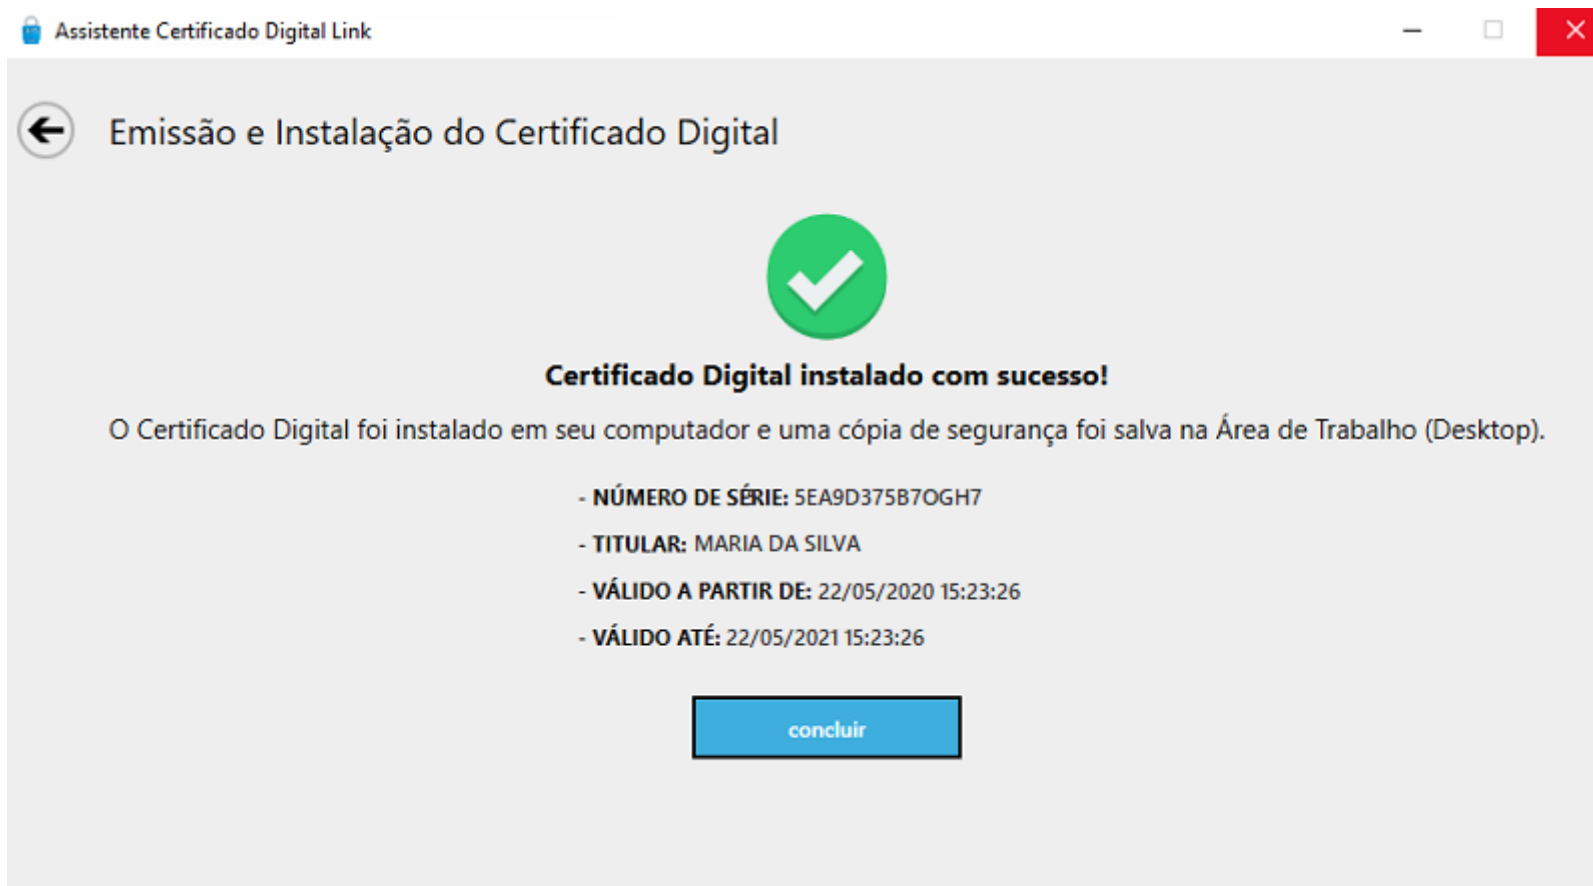 Assistente Certificado Digital Link
Emissão e Instalação do Certificado Digital
Certificado Digital instalado com sucesso!
O Certificado Digital foi instalado em seu computador e uma cópia de segurança foi salva na Área de Trabalho (Desktop).
- NÚMERO DE SÉRIE: 5EA9D375B7OGH7
- TITULAR: MARIA DA SILVA
- VÁLIDO A PARTIR DE: 22/05/2020 15:23:26
- VÁLIDO ATÉ: 22/05/2021 15:23:26
concluir